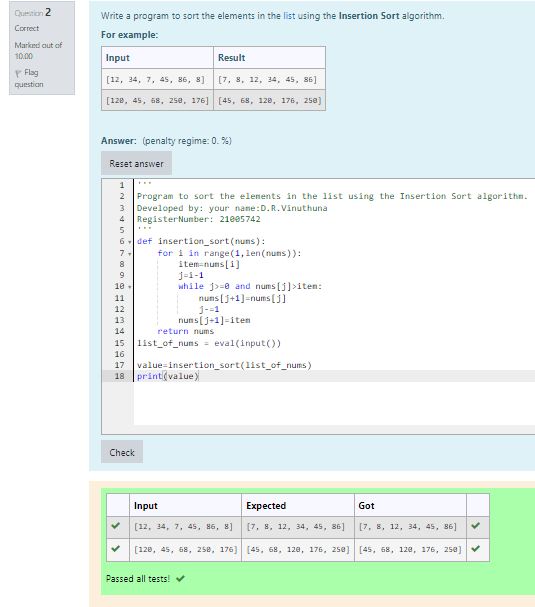 Question 2
Correct
Marked out of
10.00
Flag
question
Write a program to sort the elements in the list using the Insertion Sort algorithm.
For example:
Input Result
[12, 34, 7, 45, 86, 8] [7, 8, 12, 34, 45, 86]
[120, 45, 68, 250, 176] [45, 68, 120, 176, 250]
Answer: (penalty regime: 0. %)
Reset answer
1 '''
2 Program to sort the elements in the list using the Insertion Sort algorithm.
3 Developed by: your name:D.R.Vinuthuna
4 RegisterNumber: 21005742
5 '''
6 def insertion_sort(nums):
7 for i in range(1,len(nums)):
8 item=nums[i]
9 j=i-1
10 while j>=0 and nums[j]>item:
11 nums[j+1]=nums[j]
12 j-=1
13 nums[j+1]=item
14 return nums
15 list_of_nums = eval(input())
16
17 value=insertion_sort(list_of_nums)
18 print(value)
Check
Input Expected Got
[12, 34, 7, 45, 86, 8] [7, 8, 12, 34, 45, 86] [7, 8, 12, 34, 45, 86]
[120, 45, 68, 250, 176] [45, 68, 120, 176, 250] [45, 68, 120, 176, 250]
Passed all tests!